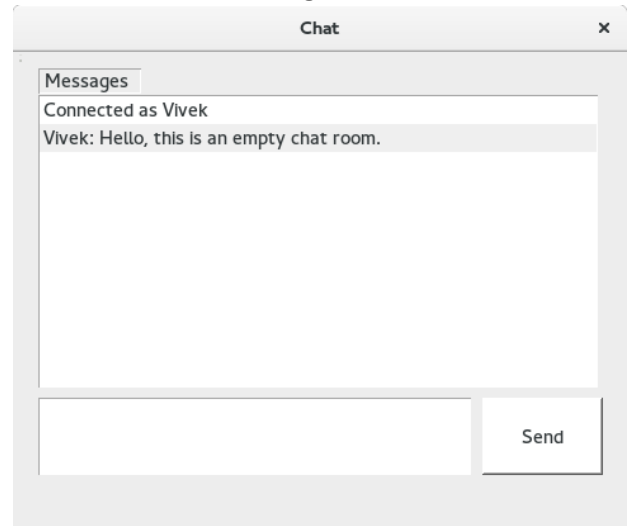 Chat
×
Messages
Connected as Vivek
Vivek: Hello, this is an empty chat room.
Send